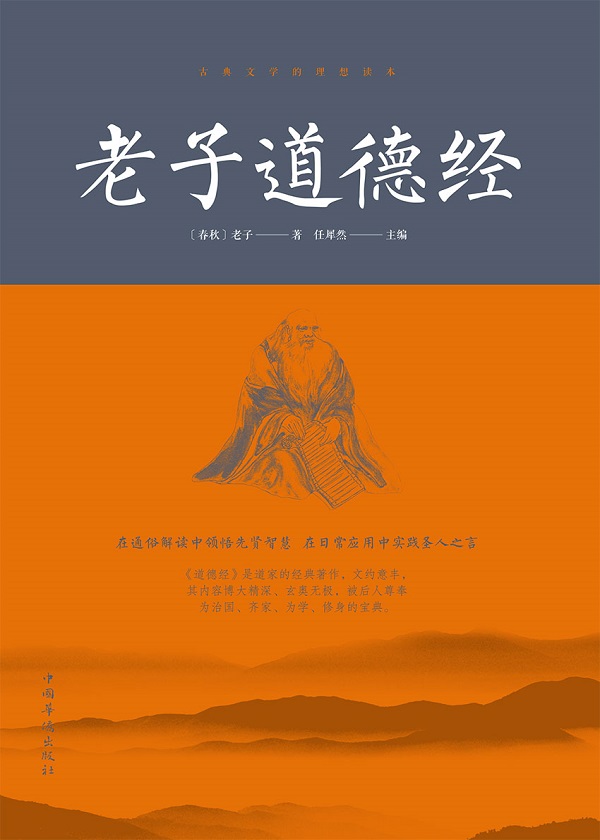 古典文学的理想读本
老子道德经
〔春秋〕老子——著 任犀然——主编
在通俗解读中领悟先贤智慧 在日常应用中实践圣人之言
《道德经》是道家的经典著作，文约意丰，
其内容博大精深、玄奥无极，被后人尊奉
为治国、齐家、为学、修身的宝典。
中国华侨出版社